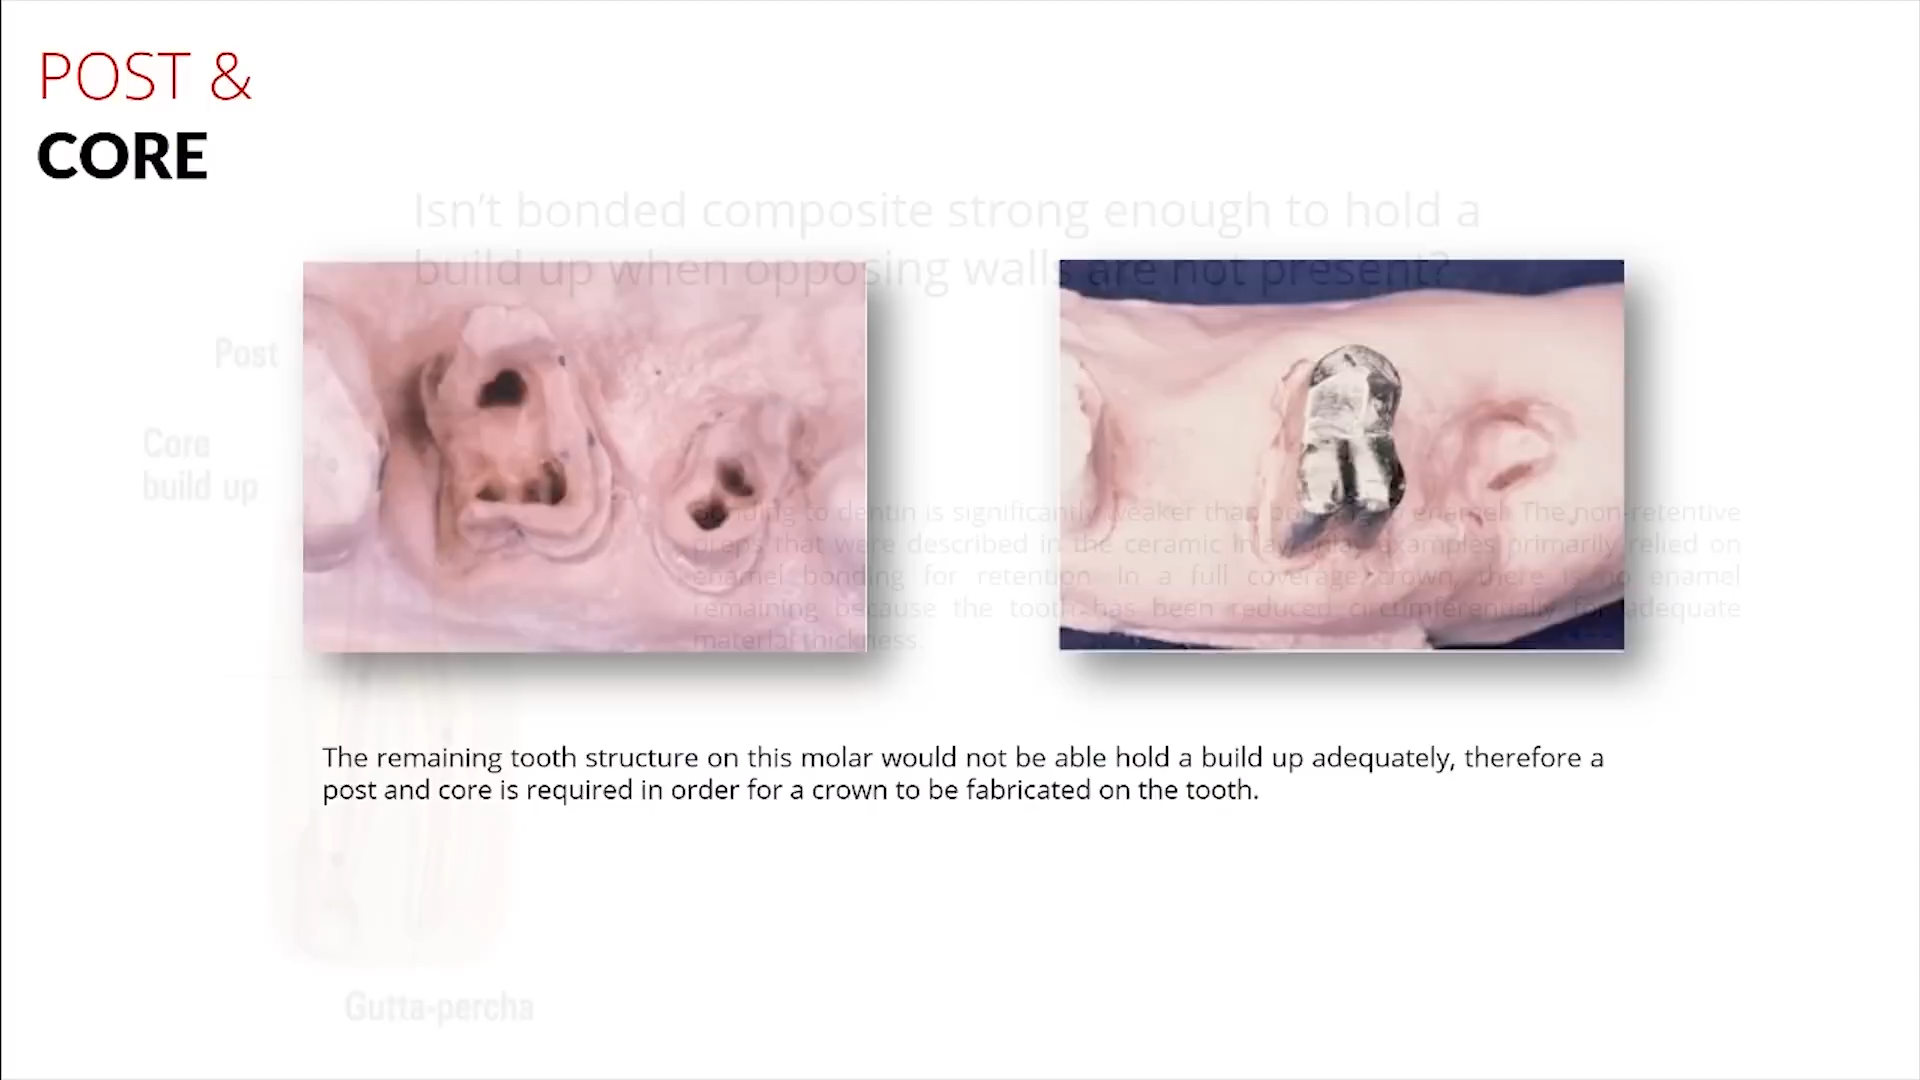 POST &
CORE
Isn't bonded composite strong enough to hold a
build up when opposing walls are not present?
Post
Core
build up
to dentin is significantly weaker than enamel. The non-retentive
preps that were described in the ceramic examples primarily relied on
enamel bonding for retention. In a full coverage crown, there is no enamel
remaining because the tooth has been reduced circumferentially for adequate
material thickness.
The remaining tooth structure on this molar would not be able hold a build up adequately, therefore a
post and core is required in order for a crown to be fabricated on the tooth.
Gutta-percha